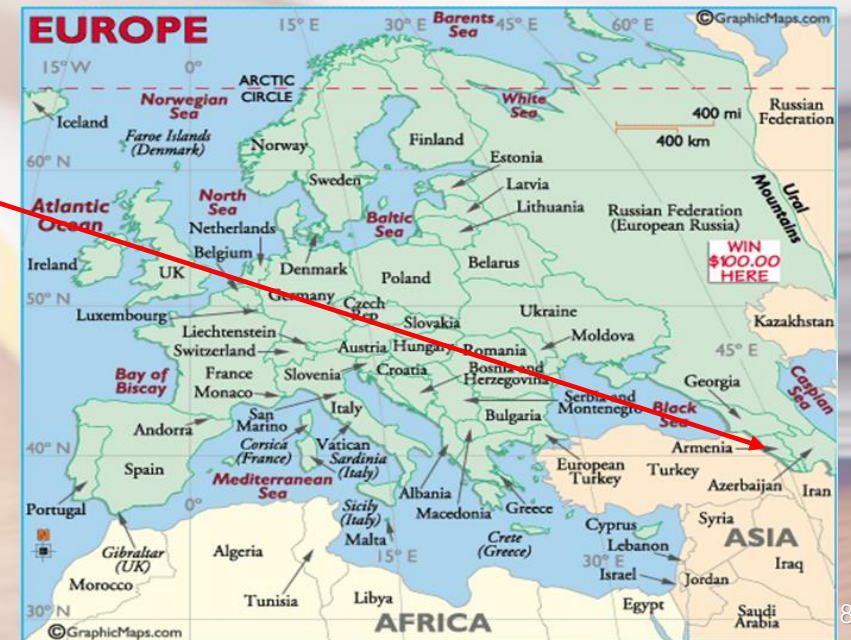 EUROPE
15° E
30° E
Barents
Sea
45° E
60° E
©GraphicMaps.com
15° W
0°
ARCTIC
CIRCLE
Norwegian
Sea
White
Sea
400 mi
400 km
Russian
Federation
Iceland
Faroe Islands
(Denmark)
Norway
Finland
60° N
Sweden
Estonia
Latvia
Lithuania
Ural
Mountains
Atlantic
Ocean
North
Sea
Netherlands
Baltic
Sea
Russian Federation
(European Russia)
Belgium
Ireland
UK
Denmark
Poland
Belarus
WIN
$100.00
HERE
50° N
Germany
Czech
Rep
Luxembourg
Slovakia
Ukraine
Kazakhstan
Liechtenstein
Moldova
Switzerland
Austria
Hungary
Romania
45° E
Bay of
Biscay
France
Slovenia
Croatia
Bosnia and
Herzegovina
Georgia
Caspian
Sea
Monaco
San
Marino
Italy
Serbia and
Montenegro
Black
Sea
Andorra
Bulgaria
Corsica
(France)
Vatican
Sardinia
(Italy)
40° N
Armenia
Spain
European
Turkey
Turkey
Azerbaijan
Iran
Mediterranean
Sea
Albania
Macedonia
Greece
Portugal
0°
Sicily
(Italy)
Malta
Crete
(Greece)
Cyprus
Syria
ASIA
Lebanon
Gibraltar
(UK)
Algeria
15° E
30° E
Israel
Jordan
Iraq
Morocco
Tunisia
Libya
Egypt
Saudi
Arabia
30° N
AFRICA
©GraphicMaps.com
8